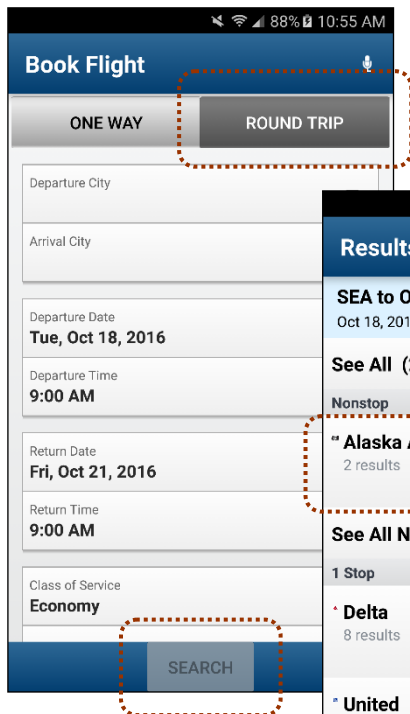 88% 10:55 AM
Book Flight
ONE WAY
ROUND TRIP
Departure City
Arrival City
Departure Date
Tue, Oct 18, 2016
Departure Time
9:00 AM
Return Date
Fri, Oct 21, 2016
Return Time
9:00 AM
Class of Service
Economy
SEARCH
Results
SEA to O
Oct 18, 201
See All (
Nonstop
Alaska
2 results
See All N
1 Stop
Delta
8 results
United